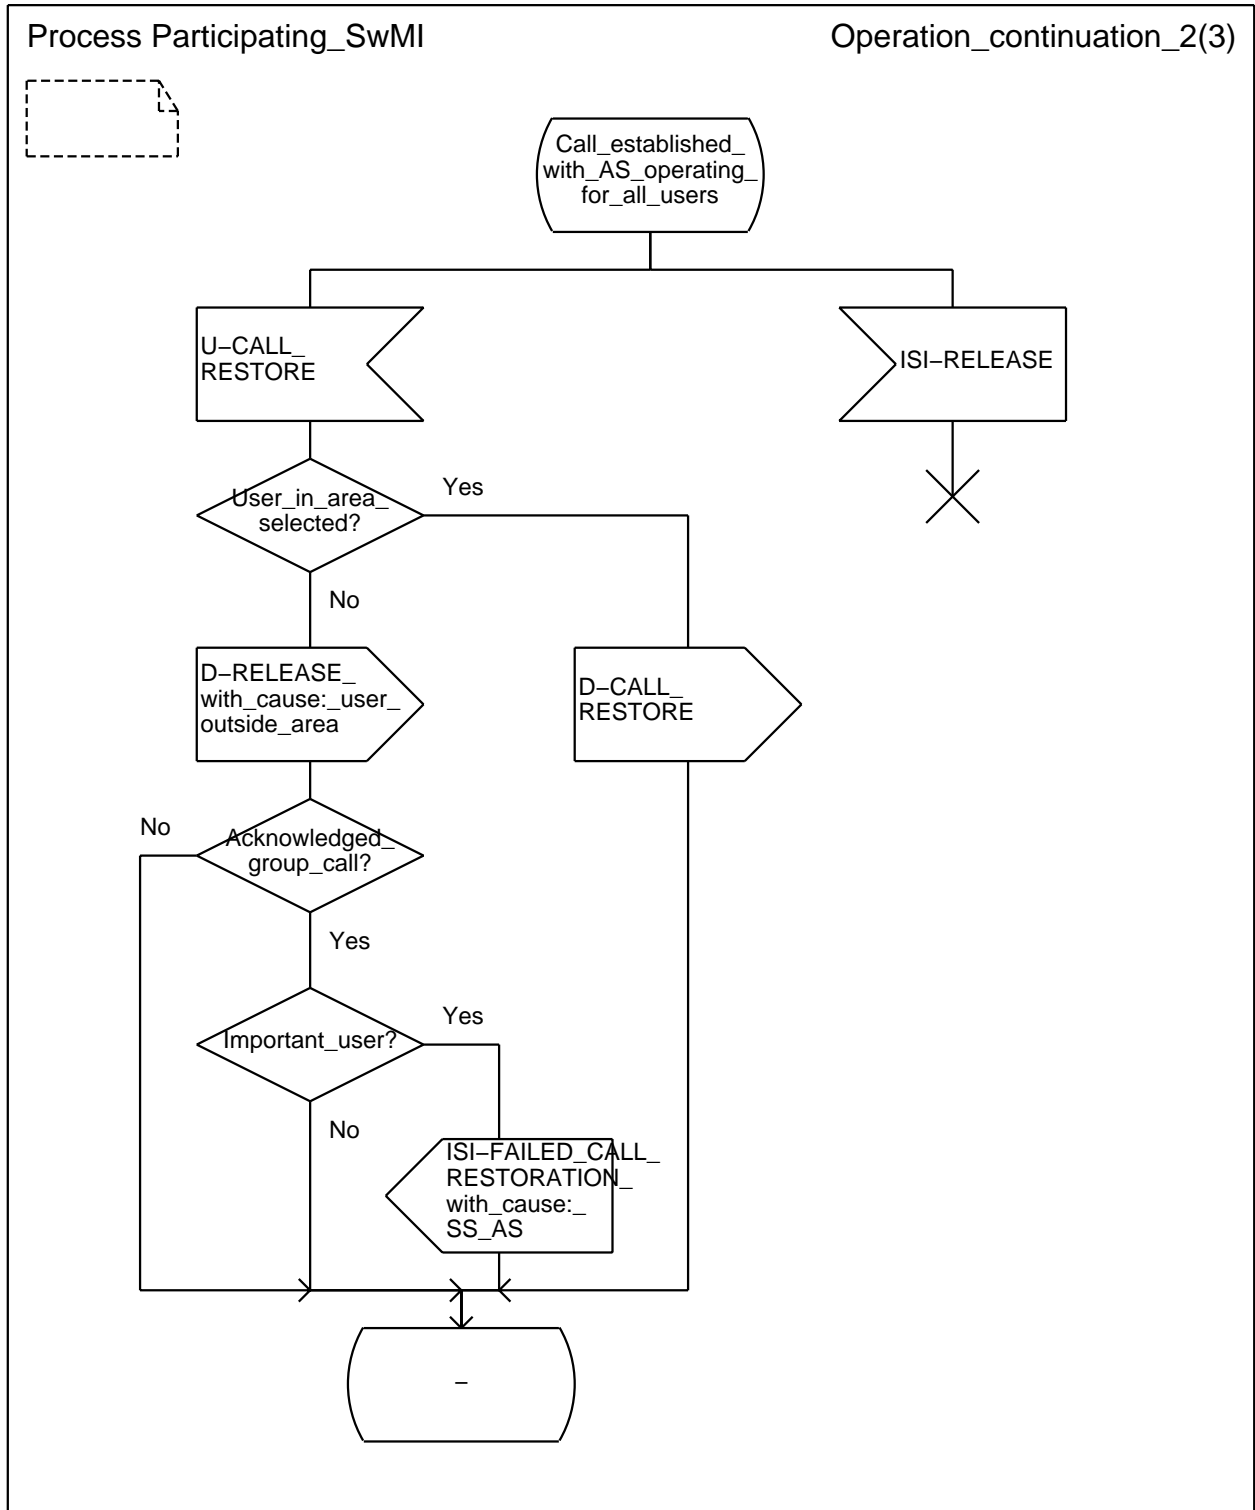 Process Participating_SwMI
Operation_continuation_2(3)
Call_established_
with_AS_operating_
for_all_users
U−CALL_
RESTORE
ISI−RELEASE
User_in_area_
selected?
Yes
No
D−RELEASE_
with_cause:_user_
outside_area
D−CALL_
RESTORE
No
Acknowledged_
group_call?
Yes
Important_user?
Yes
No
ISI−FAILED_CALL_
RESTORATION_
with_cause:_
SS_AS
−